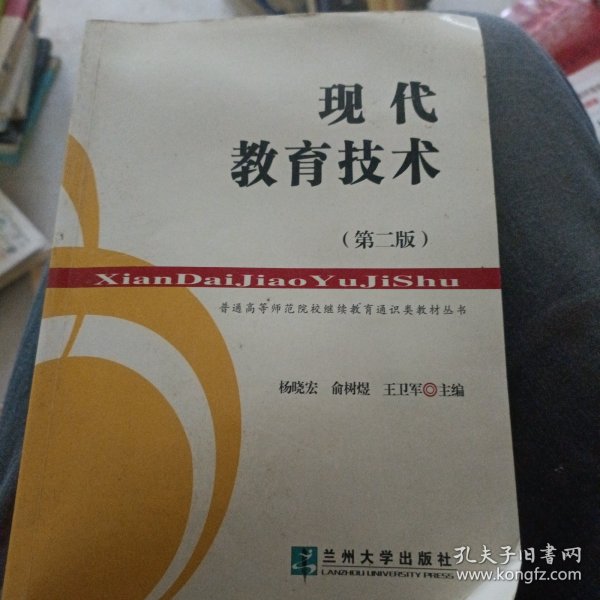 现代
教育技术
（第二版）
XianDaiJiaoYuJiShu
普通高等师范院校继续教育通识类教材丛书
杨晓宏 俞树煜 王卫军◎主编
兰州大学出版社
LANZHOU UNIVERSITY PRESS
孔夫子旧书网
www.kongfz.com